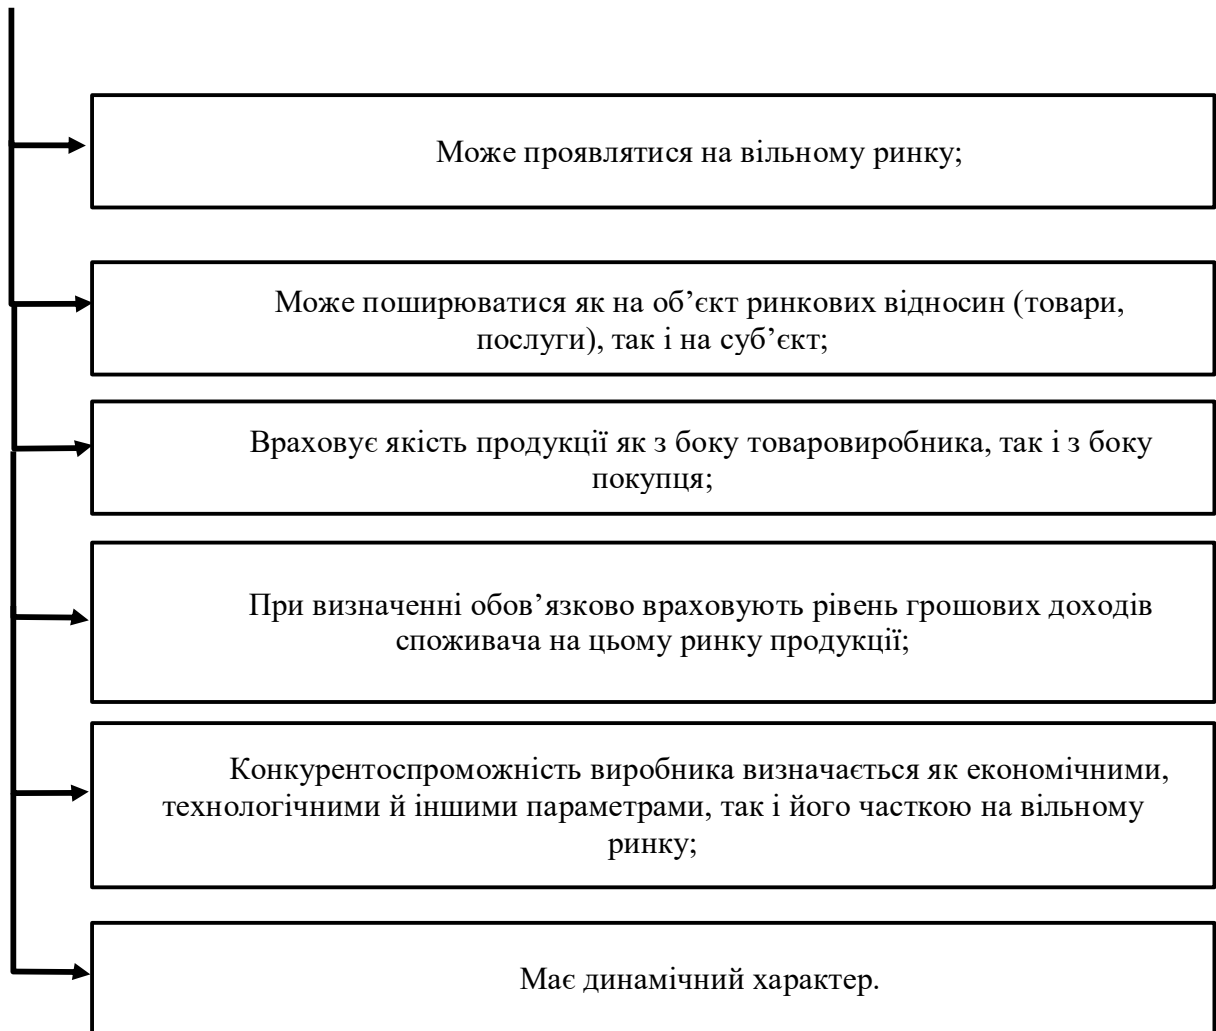 Може проявлятися на вільному ринку;
Може поширюватися як на об’єкт ринкових відносин (товари,
послуги), так і на суб’єкт;
Враховує якість продукції як з боку товаровиробника, так і з боку
покупця;
При визначенні обов’язково враховують рівень грошових доходів
споживача на цьому ринку продукції;
Конкурентоспроможність виробника визначається як економічними,
технологічними й іншими параметрами, так і його часткою на вільному
ринку;
Має динамічний характер.